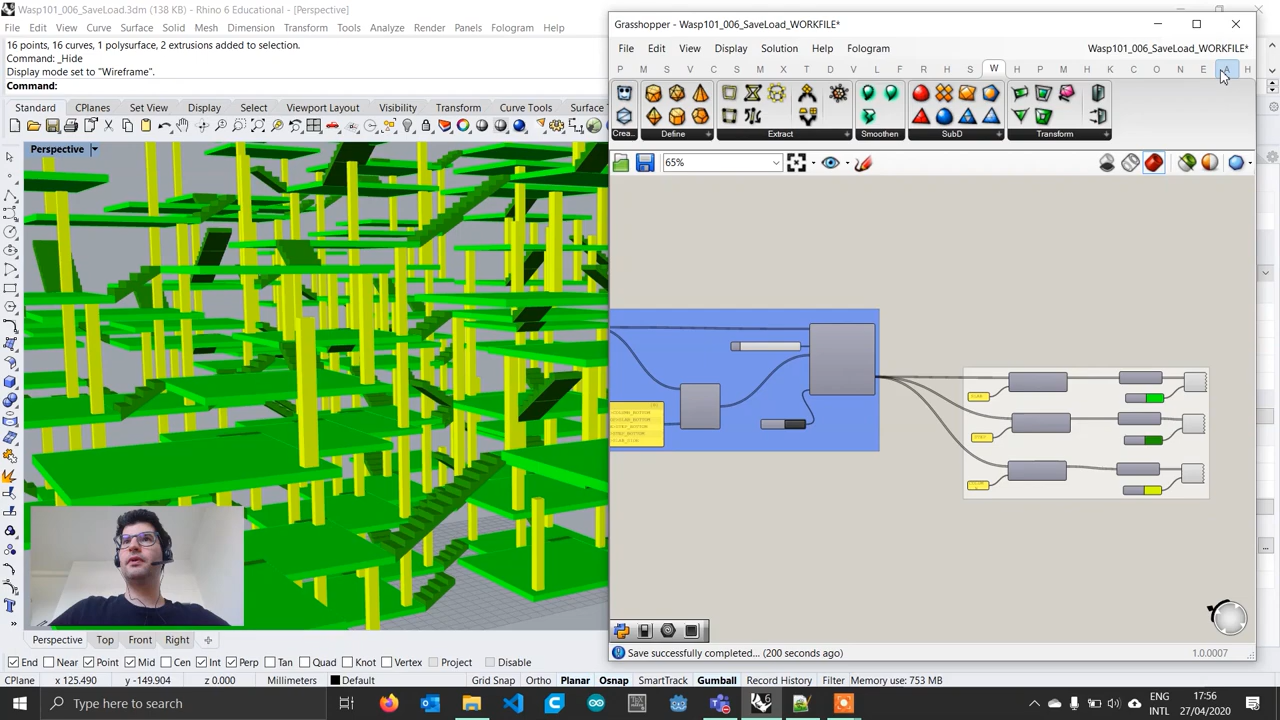 Wasp101_006_SaveLoad.3dm (138 KB) - Rhino 6 Educational - [Perspective]
File Edit View Curve Surface Solid Mesh Dimension Transform Tools Analyze Render Panels Fologram Help
16 points, 16 curves, 1 polysurface, 2 extrusions added to selection.
Command: _Hide
Display mode set to "Wireframe".
Command:
Standard CPlanes Set View Display Select Viewport Layout Visibility Transform Curve Tools Surface T
Perspective
Grasshopper - Wasp101_006_SaveLoad_WORKFILE*
File Edit View Display Solution Help Fologram Wasp101_006_SaveLoad_WORKFILE*
P M S V C S M X T D V L F R H S W H P M U K C O N E A H
Crea... Define Extract Smoothen SubD Transform
65%
Save successfully completed... (200 seconds ago) 1.0.0007
Perspective Top Front Right
End Near Point Mid Cen Int Perp Tan Quad Knot Vertex Project Disable
CPlane x 125.490 y -149.904 z 0.000 Millimeters Default Grid Snap Ortho Planar Osnap SmartTrack Gumball Record History Filter Memory use: 753 MB
Type here to search
ENG 17:56
INTL 27/04/2020